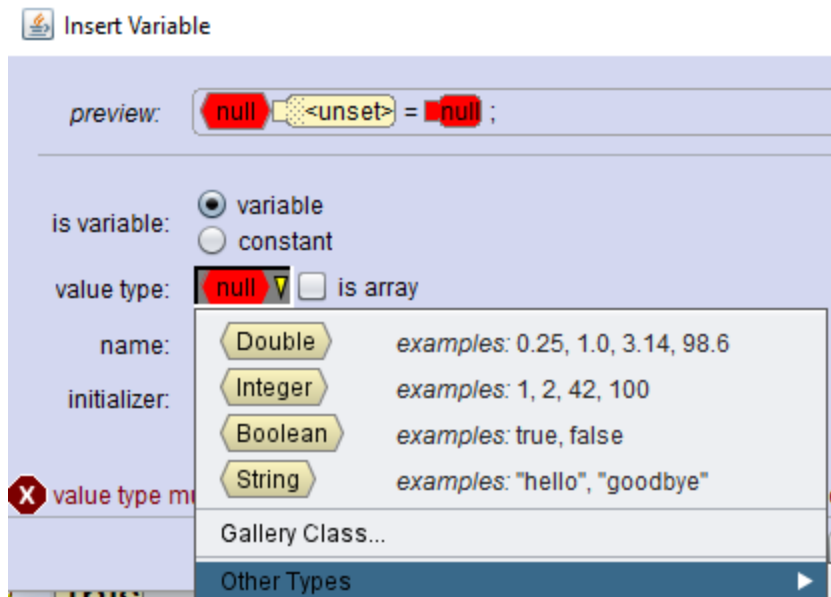 Insert Variable
preview: null <unset> = null ;
is variable: variable
constant
value type: null is array
name:
initializer:
Double examples: 0.25, 1.0, 3.14, 98.6
Integer examples: 1, 2, 42, 100
Boolean examples: true, false
String examples: "hello", "goodbye"
value type
Gallery Class...
Other Types